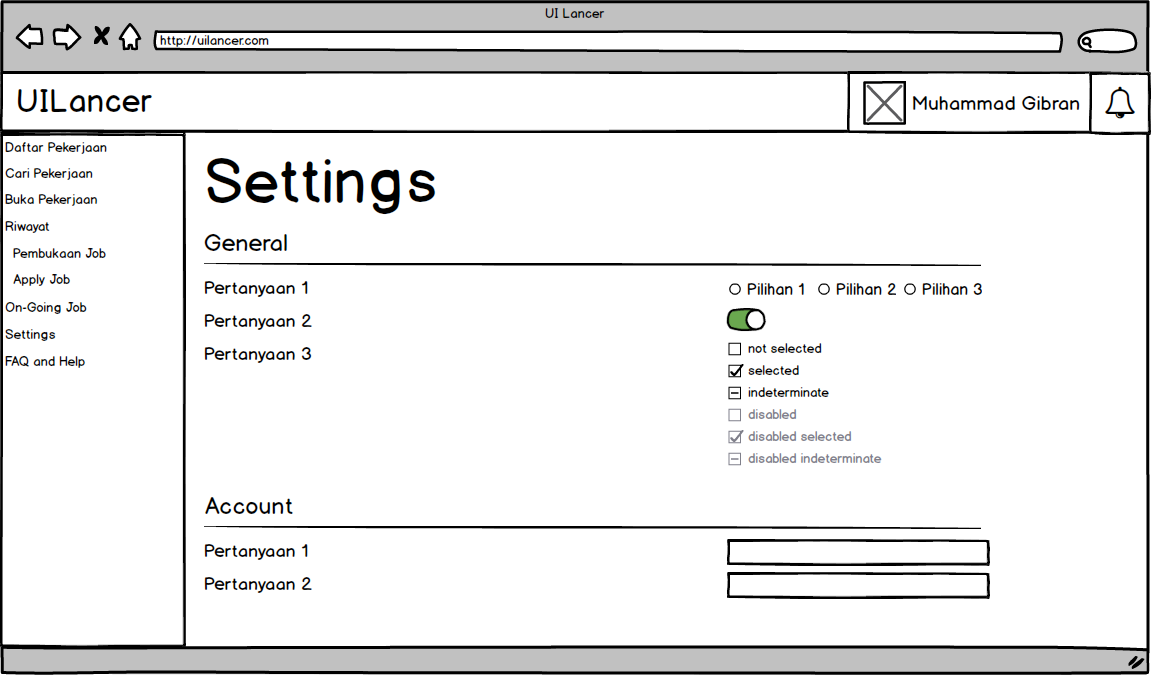 UI Lancer
http://uilancer.com
UILancer
Muhammad Gibran
Daftar Pekerjaan
Cari Pekerjaan
Buka Pekerjaan
Riwayat
Pembukaan Job
Apply Job
On-Going Job
Settings
FAQ and Help
Settings
General
Pertanyaan 1
Pilihan 1 Pilihan 2 Pilihan 3
Pertanyaan 2
Pertanyaan 3
not selected
selected
indeterminate
disabled
disabled selected
disabled indeterminate
Account
Pertanyaan 1
Pertanyaan 2